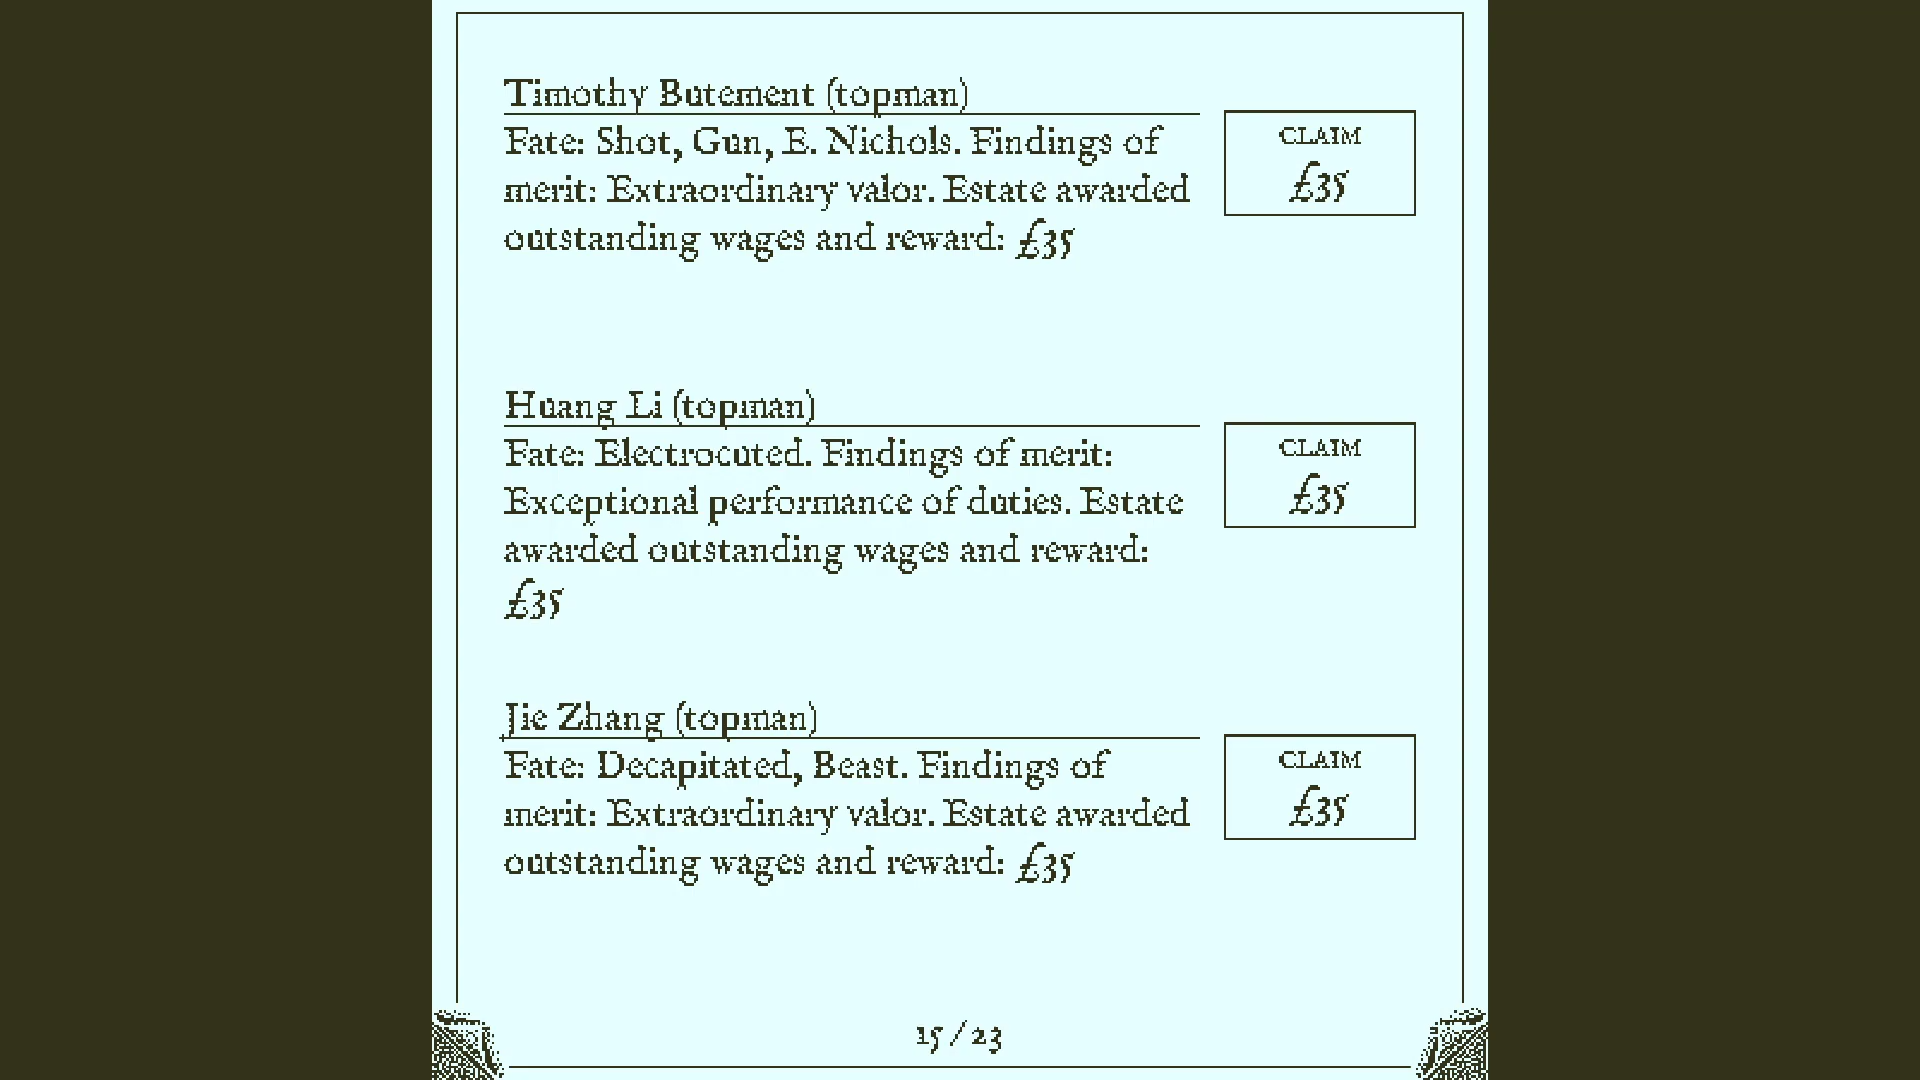 Timothy Butement (topman)
Fate: Shot, Gun, E. Nichols. Findings of
merit: Extraordinary valor. Estate awarded
outstanding wages and reward: £35
CLAIM
£35
Huang Li (topman)
Fate: Electrocuted. Findings of merit:
Exceptional performance of duties. Estate
awarded outstanding wages and reward:
£35
CLAIM
£35
Jie Zhang (topman)
Fate: Decapitated, Beast. Findings of
merit: Extraordinary valor. Estate awarded
outstanding wages and reward: £35
CLAIM
£35
15 / 23